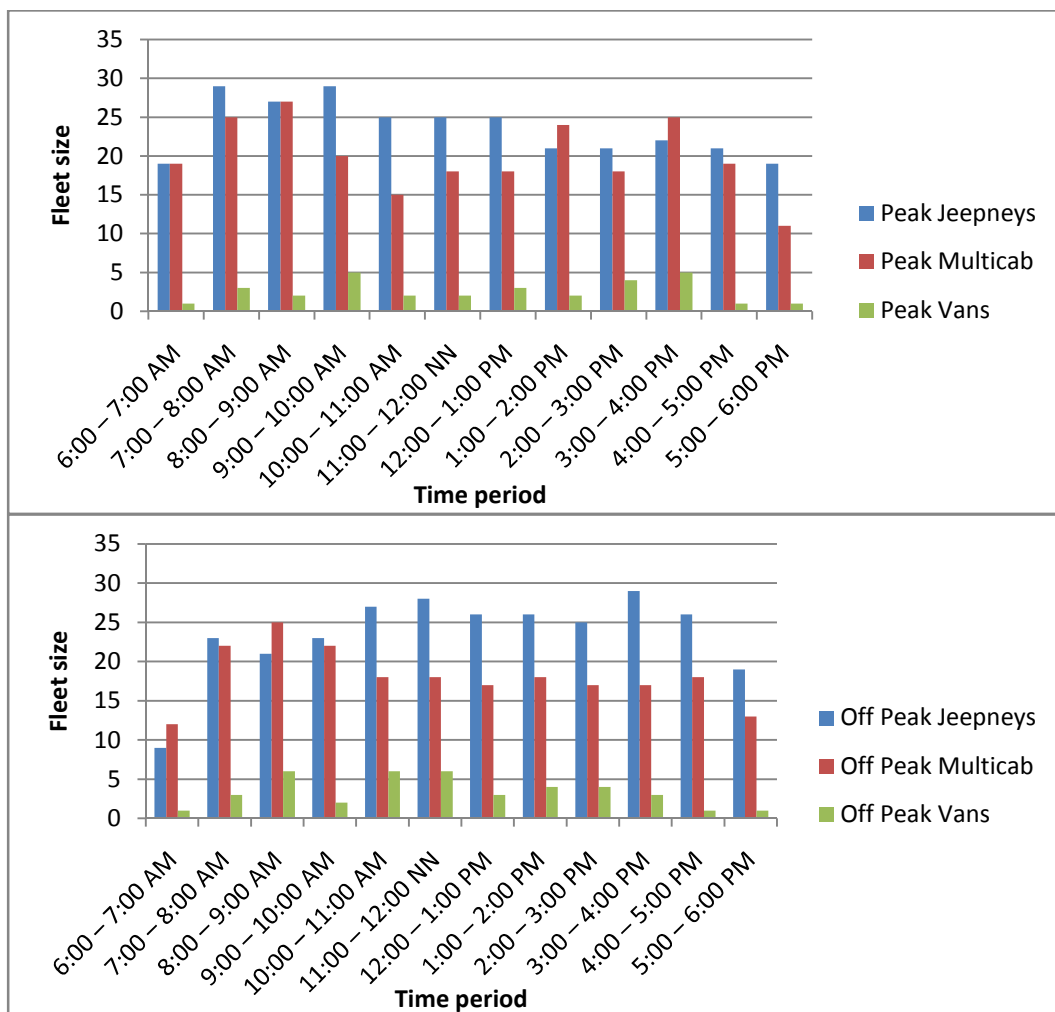 35
30
25
20
15
10
5
0
Fleet size
6:00 – 7:00 AM
7:00 – 8:00 AM
8:00 – 9:00 AM
9:00 – 10:00 AM
10:00 – 11:00 AM
11:00 – 12:00 NN
12:00 – 1:00 PM
1:00 – 2:00 PM
2:00 – 3:00 PM
3:00 – 4:00 PM
4:00 – 5:00 PM
5:00 – 6:00 PM
Time period
Peak Jeepneys
Peak Multicab
Peak Vans
35
30
25
20
15
10
5
0
Fleet size
6:00 – 7:00 AM
7:00 – 8:00 AM
8:00 – 9:00 AM
9:00 – 10:00 AM
10:00 – 11:00 AM
11:00 – 12:00 NN
12:00 – 1:00 PM
1:00 – 2:00 PM
2:00 – 3:00 PM
3:00 – 4:00 PM
4:00 – 5:00 PM
5:00 – 6:00 PM
Time period
Off Peak Jeepneys
Off Peak Multicab
Off Peak Vans